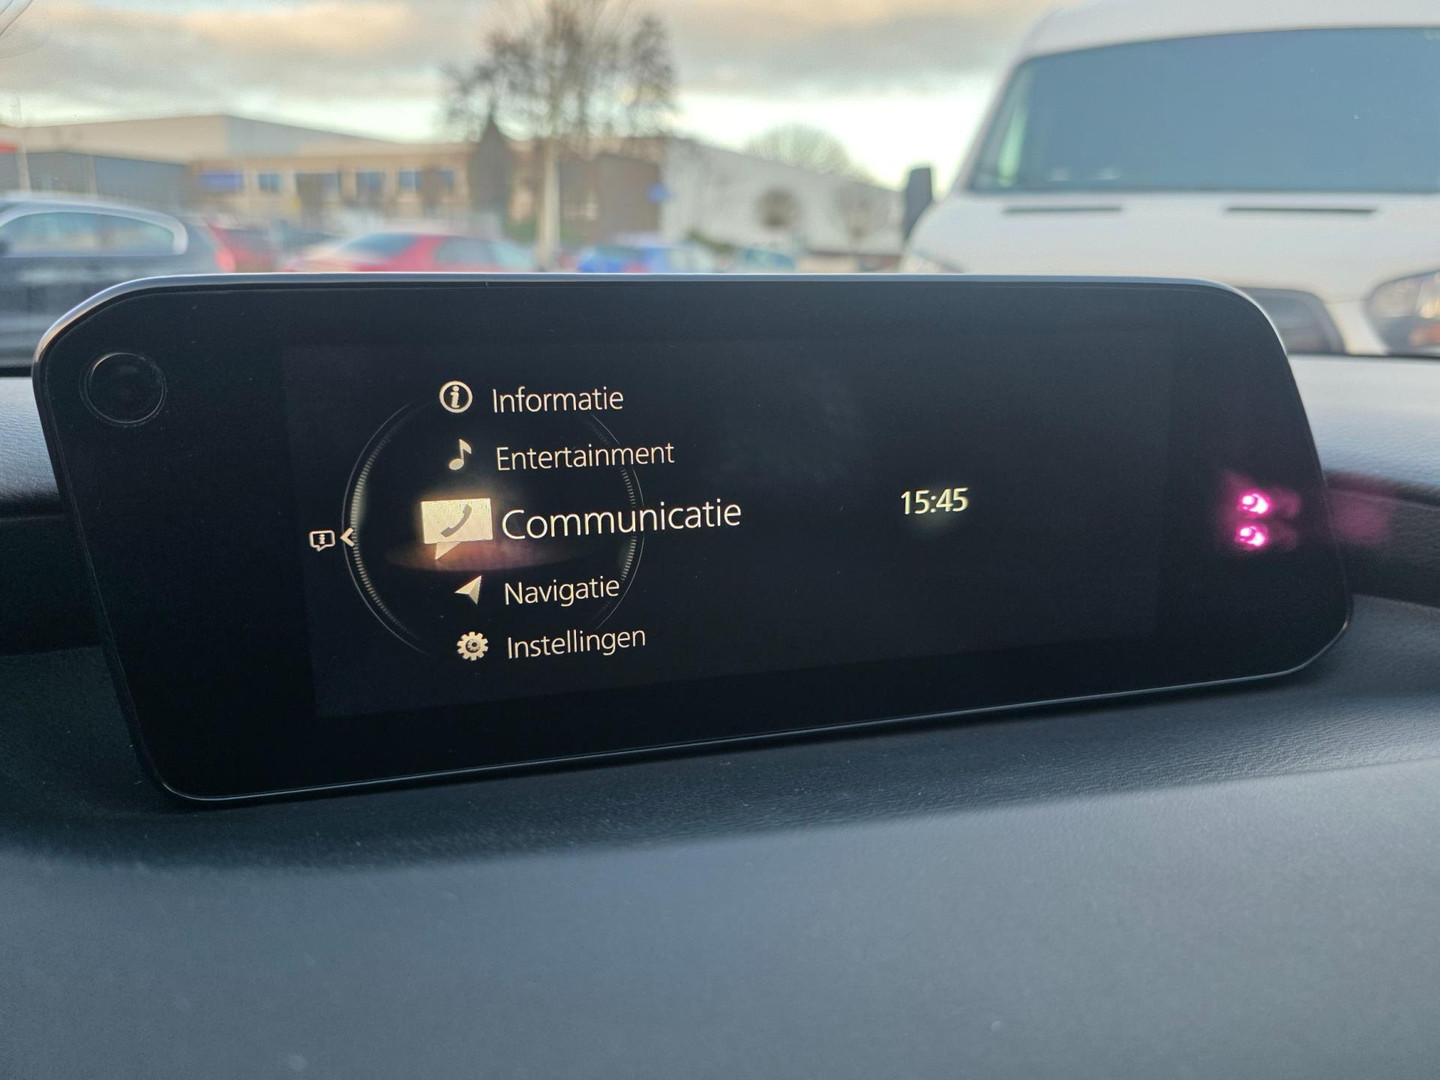 Informatie
Entertainment
Communicatie
15:45
Navigatie
Instellingen